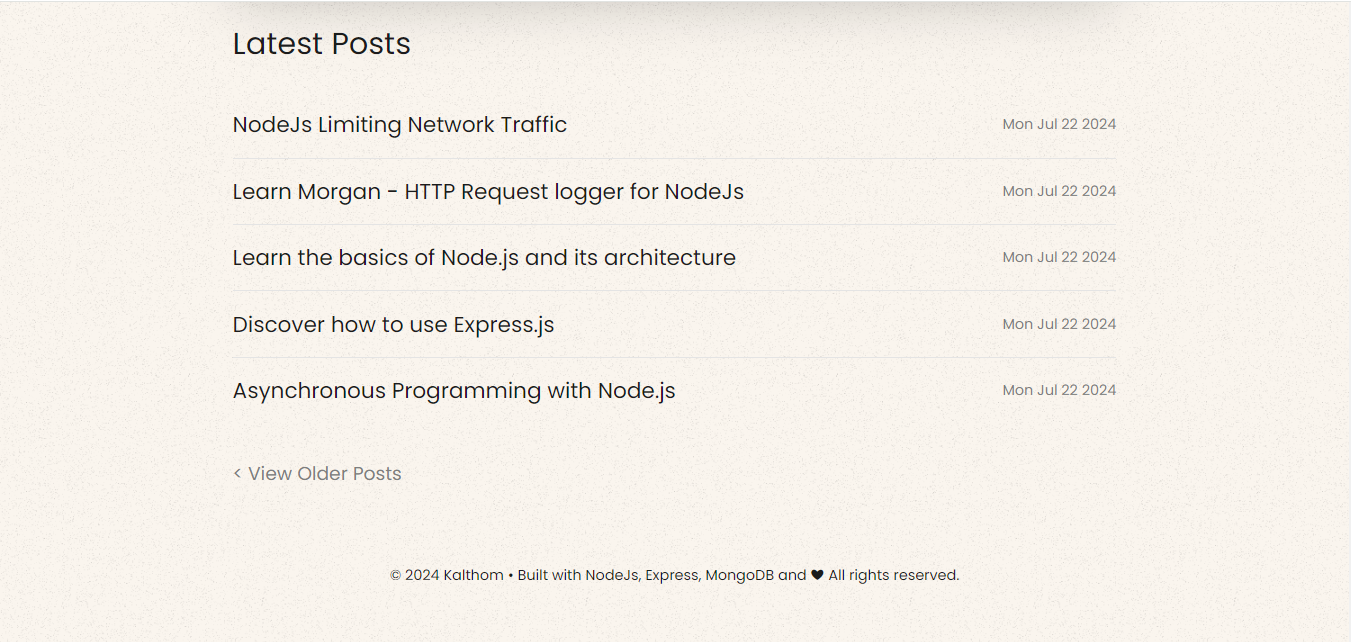 Latest Posts
NodeJs Limiting Network Traffic Mon Jul 22 2024
Learn Morgan - HTTP Request logger for NodeJs Mon Jul 22 2024
Learn the basics of Node.js and its architecture Mon Jul 22 2024
Discover how to use Express.js Mon Jul 22 2024
Asynchronous Programming with Node.js Mon Jul 22 2024
< View Older Posts
© 2024 Kalthom • Built with NodeJs, Express, MongoDB and ♥ All rights reserved.